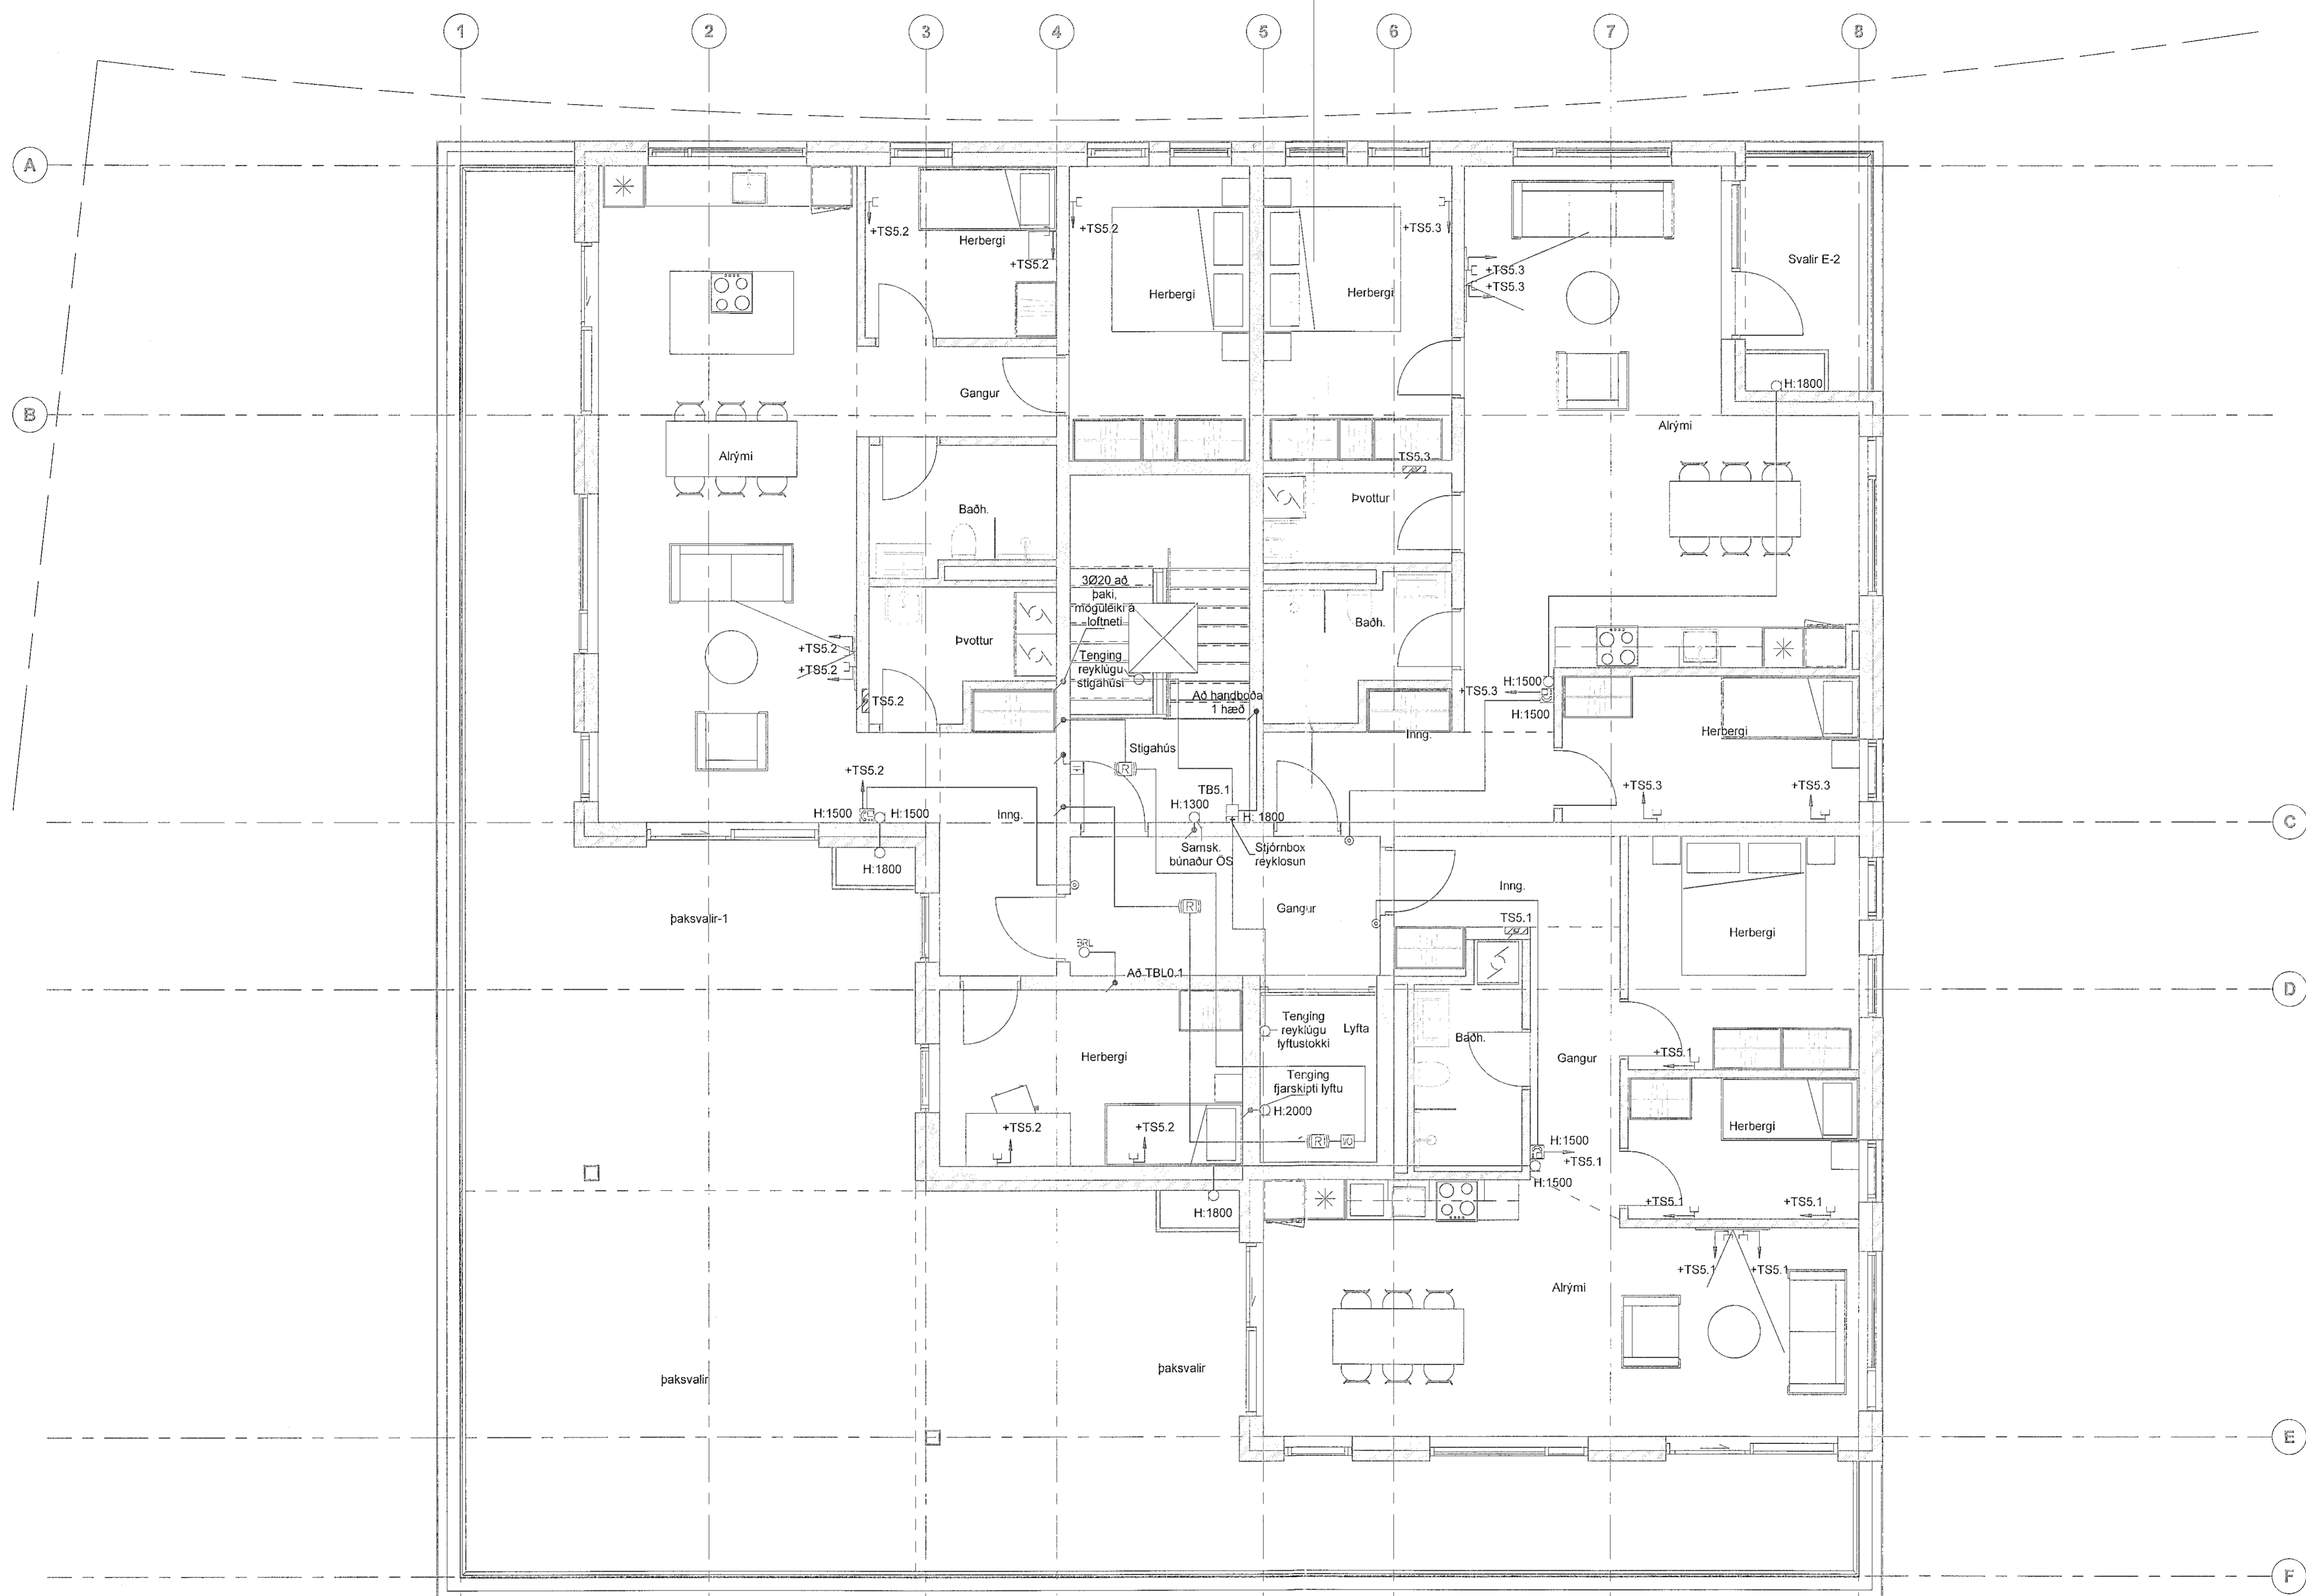 1 2 3 4 5 6 7 8
A
+TS5.2
Herbergi
+TS5.2
+TS5.2
Herbergi
+TS5.3
Herbergi
+TS5.3
+TS5.3
Svalir E-2
H:1800
Gangur
B
Alrými
Alrými
TS5.3
Þvottur
Baðh.
3Ø20 að
þaki,
möguleiki á
loftneti
Baðh.
Þvottur
+TS5.2
+TS5.2
TS5.2
Tenging
reyklúgu
stigahúsi
Að handboða
1 hæð
+TS5.3
H:1500
H:1500
Herbergi
Inng.
Stigahús
R
+TS5.2
H:1500
H:1500
Inng.
TB5.1
H:1300
H: 1800
+TS5.3
+TS5.3
C
Samsk.
búnaður ÖS
Stjórnbox
reyklosun
H:1800
þaksvalir-1
R
Gangur
Inng.
TS5.1
Herbergi
BRL
Að TBL0.1
D
Tenging
reyklúgu
lyftustokki
Lyfta
Baðh.
Herbergi
Gangur
+TS5.1
Tenging
fjarskipti lyftu
H:2000
+TS5.2
+TS5.2
R
I/O
H:1500
+TS5.1
H:1500
Herbergi
+TS5.1
+TS5.1
H:1800
+TS5.1
+TS5.1
Alrými
þaksvalir
þaksvalir
E
F